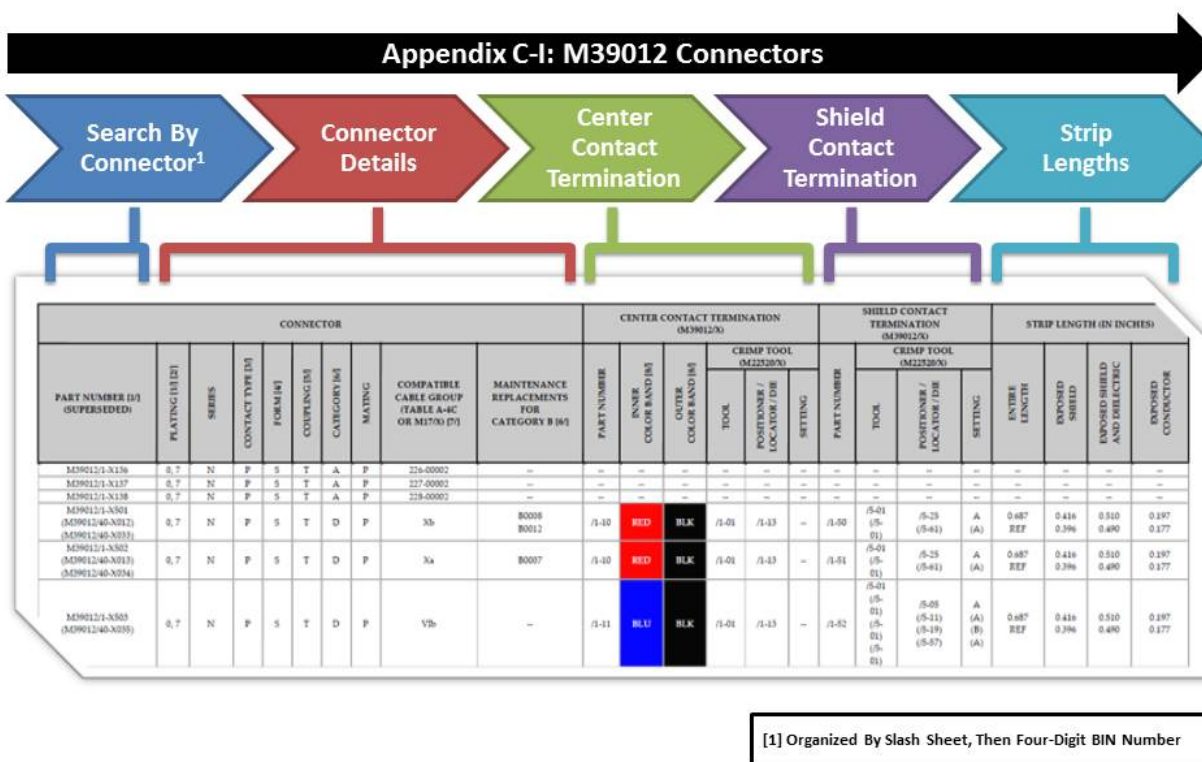 Appendix C-I: M39012 Connectors
Search By
Connector1
Connector
Details
Center
Contact
Termination
Shield
Contact
Termination
Strip
Lengths
CONNECTOR
CENTER CONTACT TERMINATION
(M39012/X)
SHIELD CONTACT
TERMINATION
(M39012/X)
STRIP LENGTH (IN INCHES)
PART NUMBER [1/]
(SUPERSEDED)
PLATING [1/] [2/]
SERIES
CONTACT TYPE [3/]
FORM [4/]
COUPLING [5/]
CATEGORY [6/]
MATING
COMPATIBLE
CABLE GROUP
(TABLE A-4C
OR M17/X) [7/]
MAINTENANCE
REPLACEMENTS
FOR
CATEGORY B [6/]
PART NUMBER
INNER
COLOR BAND [8/]
OUTER
COLOR BAND [8/]
CRIMP TOOL
(M22520/X)
TOOL
POSITIONER /
LOCATOR / DIE
SETTING
PART NUMBER
CRIMP TOOL
(M22520/X)
TOOL
POSITIONER /
LOCATOR / DIE
SETTING
ENTIRE
LENGTH
EXPOSED
SHIELD
EXPOSED SHIELD
AND DIELECTRIC
EXPOSED
CONDUCTOR
M39012/1-X136 0, 7 N P S T A P 226-00002 -- -- -- -- -- -- -- -- -- -- -- -- -- -- --
M39012/1-X137 0, 7 N P S T A P 227-00002 -- -- -- -- -- -- -- -- -- -- -- -- -- -- --
M39012/1-X138 0, 7 N P S T A P 228-00002 -- -- -- -- -- -- -- -- -- -- -- -- -- -- --
M39012/1-X501
(M39012/40-X012)
(M39012/40-X033)
0, 7 N P S T D P Xb
B0008
B0012
/1-10 RED BLK /1-01 /1-13 -- /1-50
/5-01
(/5-
01)
/5-25
(/5-61)
A
(A)
0.687
REF
0.416
0.396
0.510
0.490
0.197
0.177
M39012/1-X502
(M39012/40-X013)
(M39012/40-X034)
0, 7 N P S T D P Xa B0007 /1-10 RED BLK /1-01 /1-13 -- /1-51
/5-01
(/5-
01)
/5-25
(/5-61)
A
(A)
0.687
REF
0.416
0.396
0.510
0.490
0.197
0.177
M39012/1-X503
(M39012/40-X035)
0, 7 N P S T D P VIb -- /1-11 BLU BLK /1-01 /1-13 -- /1-52
/5-01
(/5-
01)
(/5-
01)
(/5-
01)
/5-05
(/5-11)
(/5-19)
(/5-57)
A
(A)
(B)
(A)
0.687
REF
0.416
0.396
0.510
0.490
0.197
0.177
[1] Organized By Slash Sheet, Then Four-Digit BIN Number